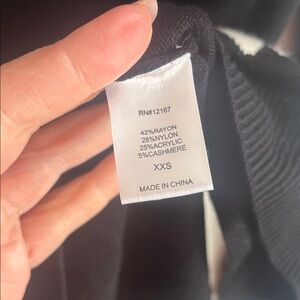 RN#12167
42%RAYON
28%NYLON
25%ACRYLIC
5%CASHMERE
XXS
MADE IN CHINA